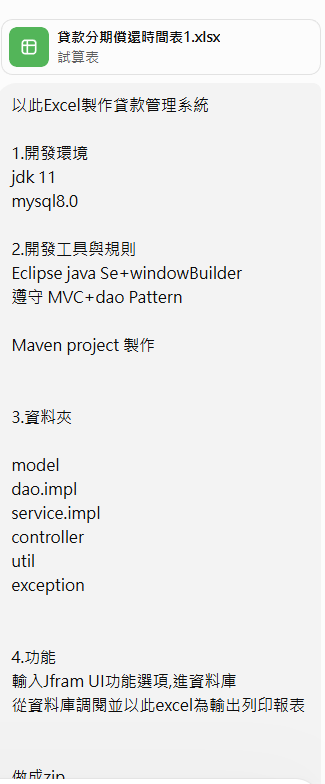 貸款分期償還時間表1.xlsx
試算表
以此Excel製作貸款管理系統
1.開發環境
jdk 11
mysql8.0
2.開發工具與規則
Eclipse java Se+windowBuilder
遵守 MVC+dao Pattern
Maven project 製作
3.資料夾
model
dao.impl
service.impl
controller
util
exception
4.功能
輸入Jfram UI功能選項,進資料庫
從資料庫調閱並以此excel為輸出列印報表
做成zip